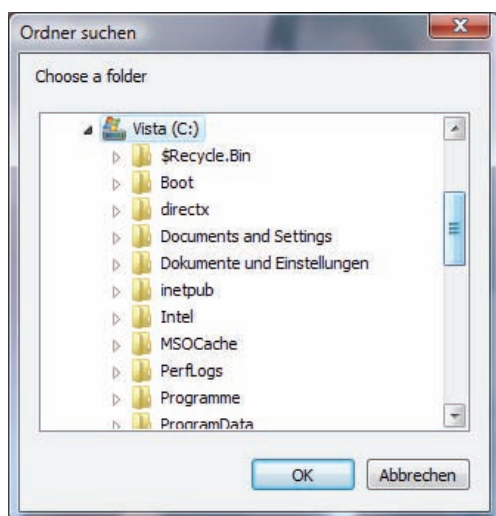 Ordner suchen
Choose a folder
Vista (C:)
$Recycle.Bin
Boot
directx
Documents and Settings
Dokumente und Einstellungen
inetpub
Intel
MSOCache
PerfLogs
Programme
ProgramData
OK Abbrechen